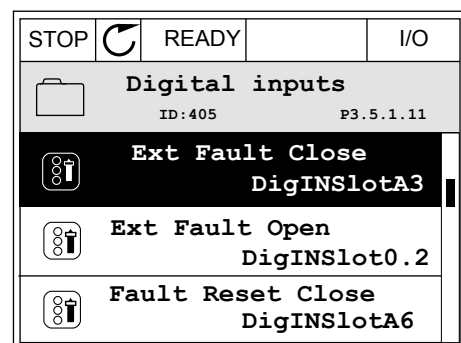 STOP READY I/O
Digital inputs
ID:405 P3.5.1.11
Ext Fault Close
DigINSlotA3
Ext Fault Open
DigINSlot0.2
Fault Reset Close
DigINSlotA6